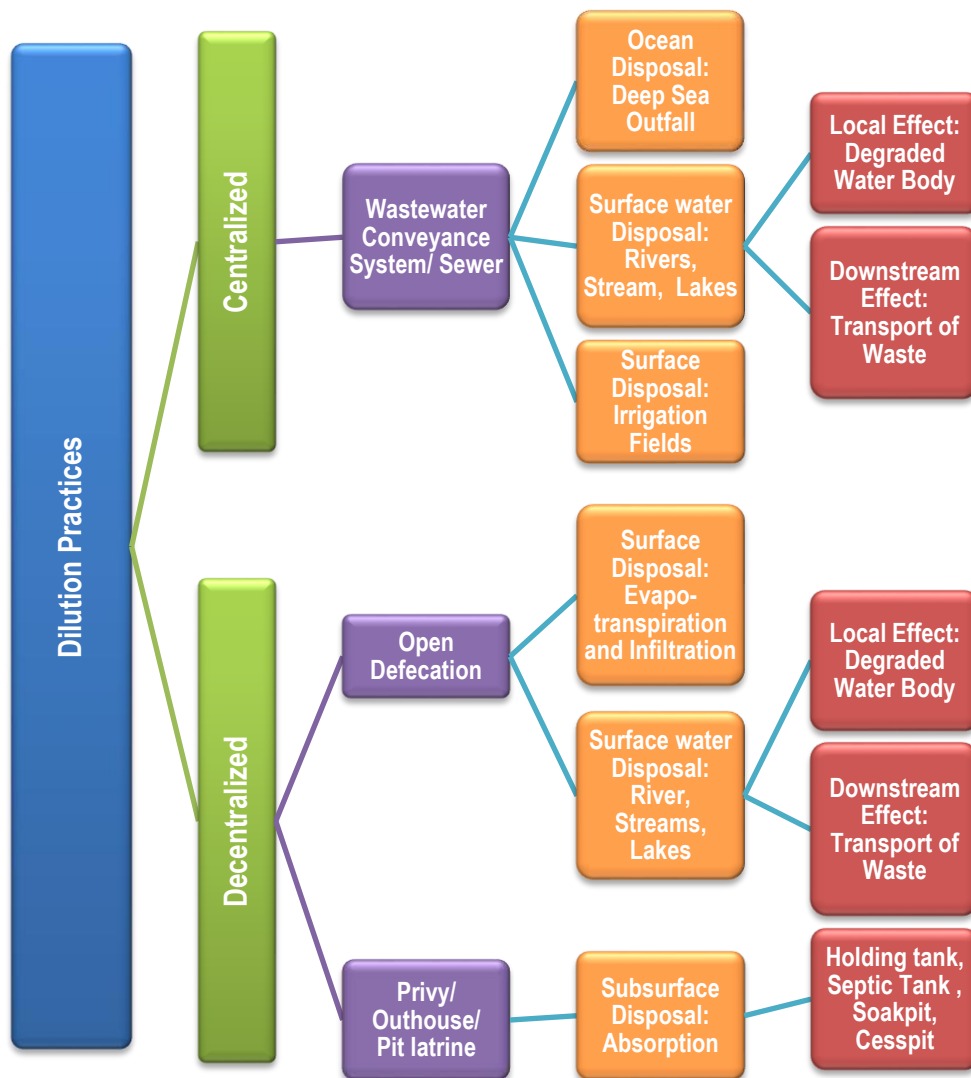 Dilution Practices
Centralized
Wastewater
Conveyance
System/ Sewer
Ocean
Disposal:
Deep Sea
Outfall
Surface water
Disposal:
Rivers,
Stream, Lakes
Local Effect:
Degraded
Water Body
Downstream
Effect:
Transport of
Waste
Surface
Disposal:
Irrigation
Fields
Decentralized
Open
Defecation
Surface
Disposal:
Evapo-
transpiration
and Infiltration
Surface water
Disposal:
River,
Streams,
Lakes
Local Effect:
Degraded
Water Body
Downstream
Effect:
Transport of
Waste
Privy/
Outhouse/
Pit latrine
Subsurface
Disposal:
Absorption
Holding tank,
Septic Tank ,
Soakpit,
Cesspit